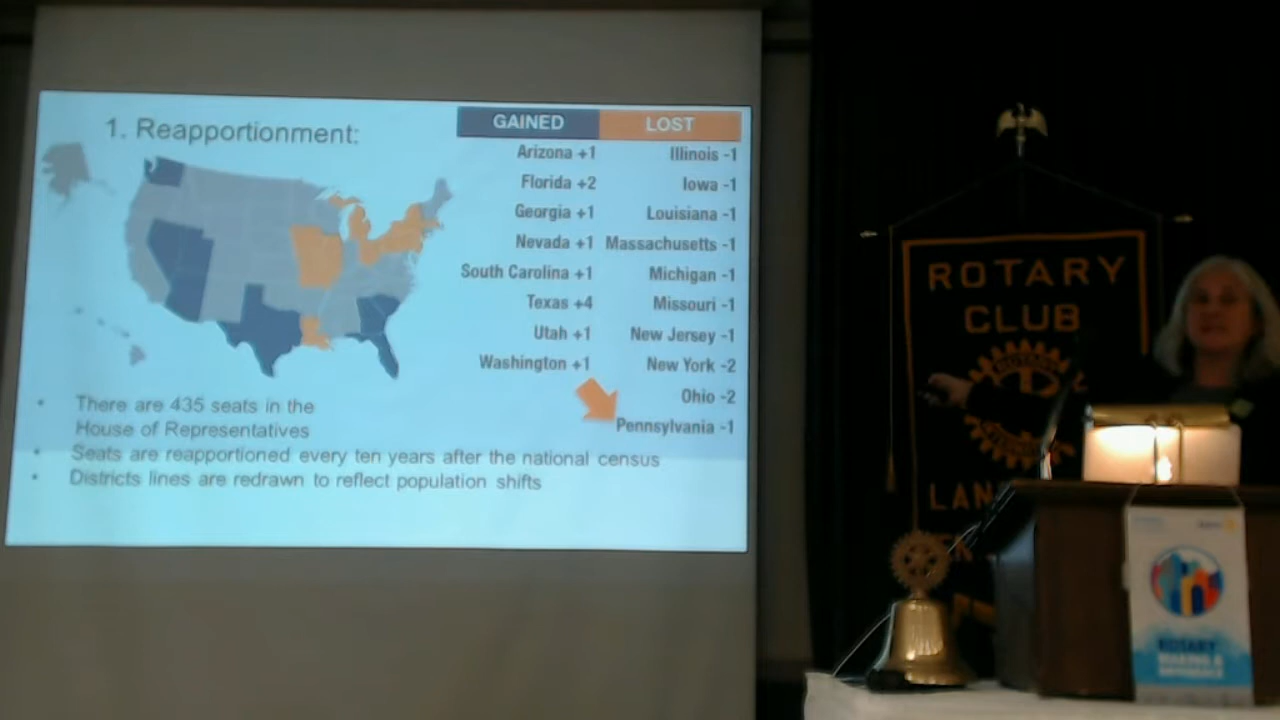 1. Reapportionment:
GAINED LOST
Arizona +1 Illinois -1
Florida +2 Iowa -1
Georgia +1 Louisiana -1
Nevada +1 Massachusetts -1
South Carolina +1 Michigan -1
Texas +4 Missouri -1
Utah +1 New Jersey -1
Washington +1 New York -2
Ohio -2
Pennsylvania -1
• There are 435 seats in the
House of Representatives
• Seats are reapportioned every ten years after the national census
• Districts lines are redrawn to reflect population shifts
ROTARY
CLUB
LAN
ROTARY
MAKING A
DIFFERENCE